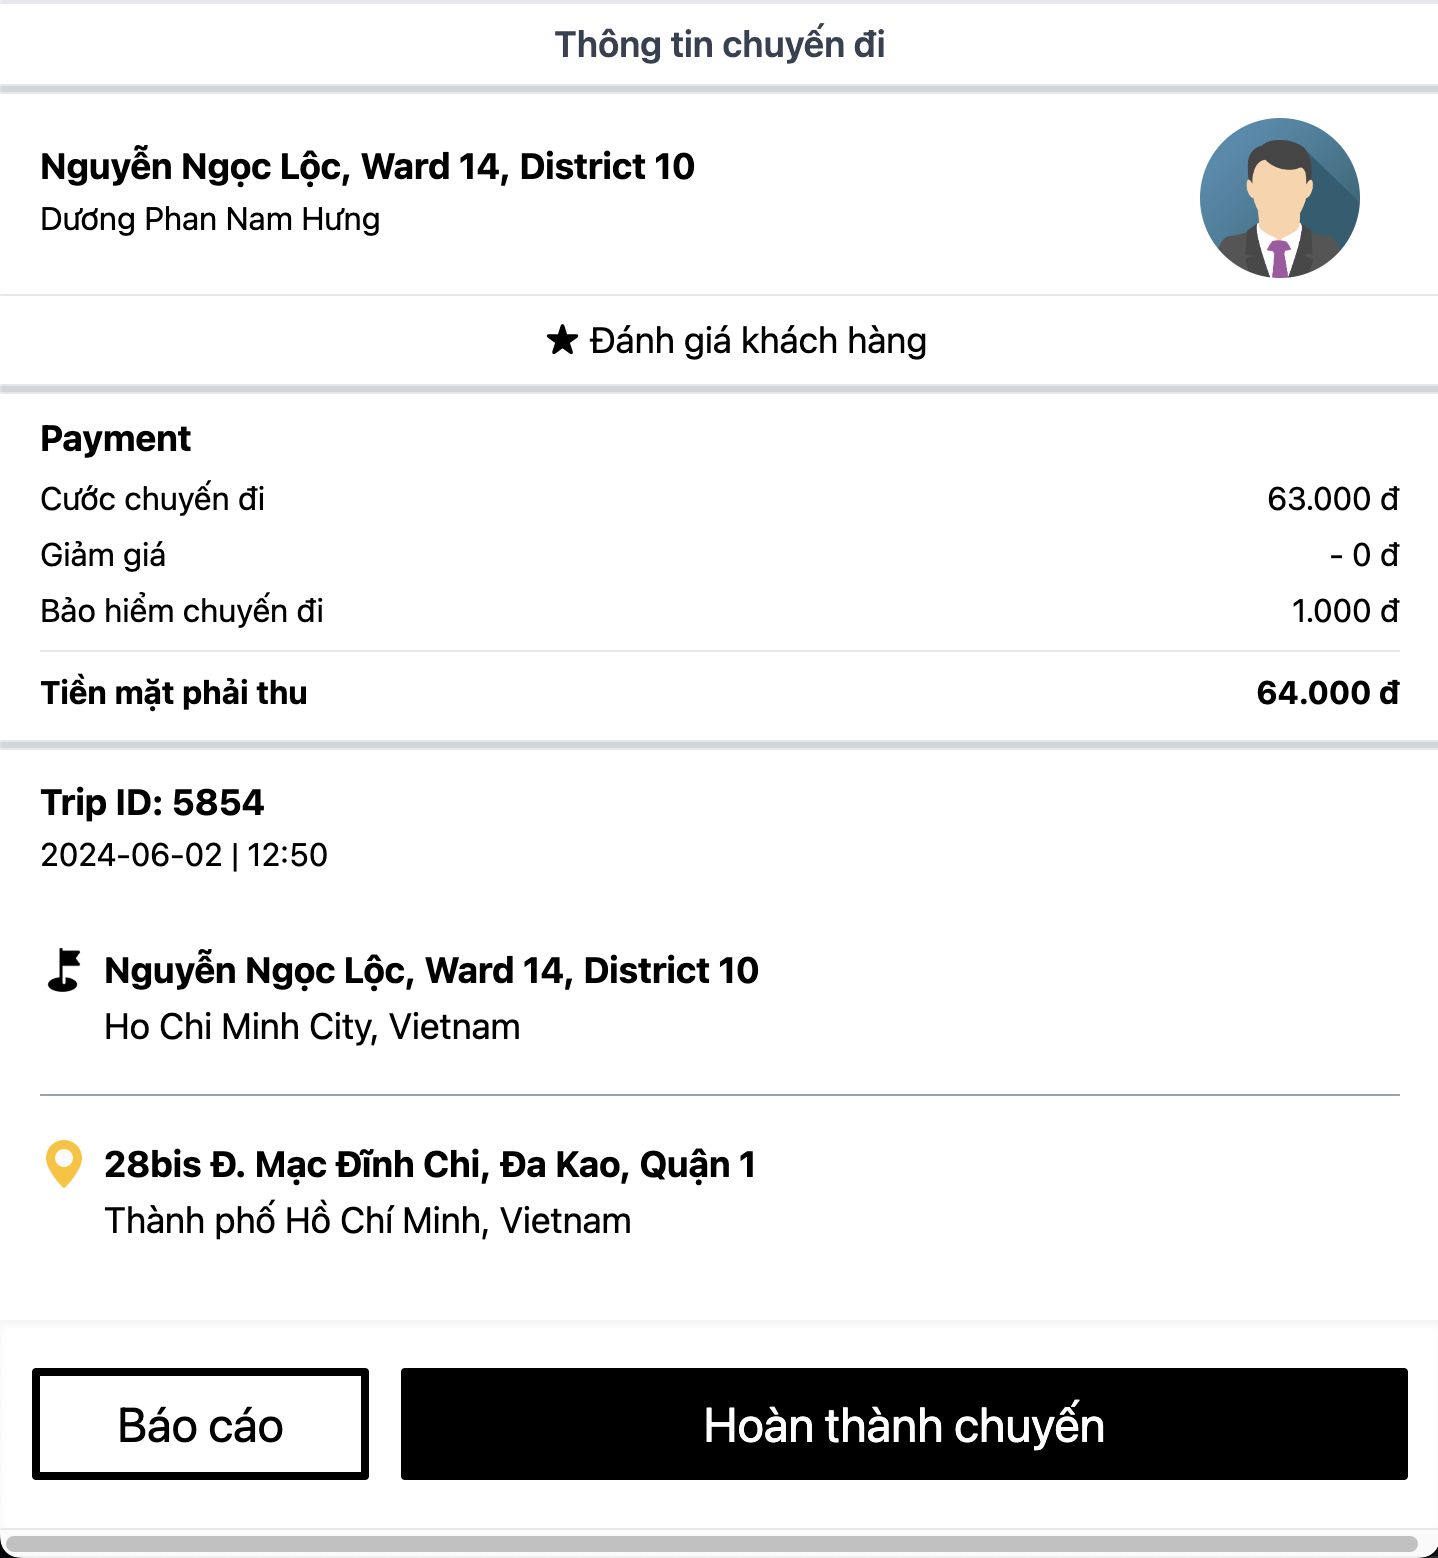 Thông tin chuyến đi
Nguyễn Ngọc Lộc, Ward 14, District 10
Dương Phan Nam Hưng
Đánh giá khách hàng
Payment
Cước chuyến đi 63.000 đ
Giảm giá - 0 đ
Bảo hiểm chuyến đi 1.000 đ
Tiền mặt phải thu 64.000 đ
Trip ID: 5854
2024-06-02 | 12:50
Nguyễn Ngọc Lộc, Ward 14, District 10
Ho Chi Minh City, Vietnam
28bis Đ. Mạc Đĩnh Chi, Đa Kao, Quận 1
Thành phố Hồ Chí Minh, Vietnam
Báo cáo Hoàn thành chuyến